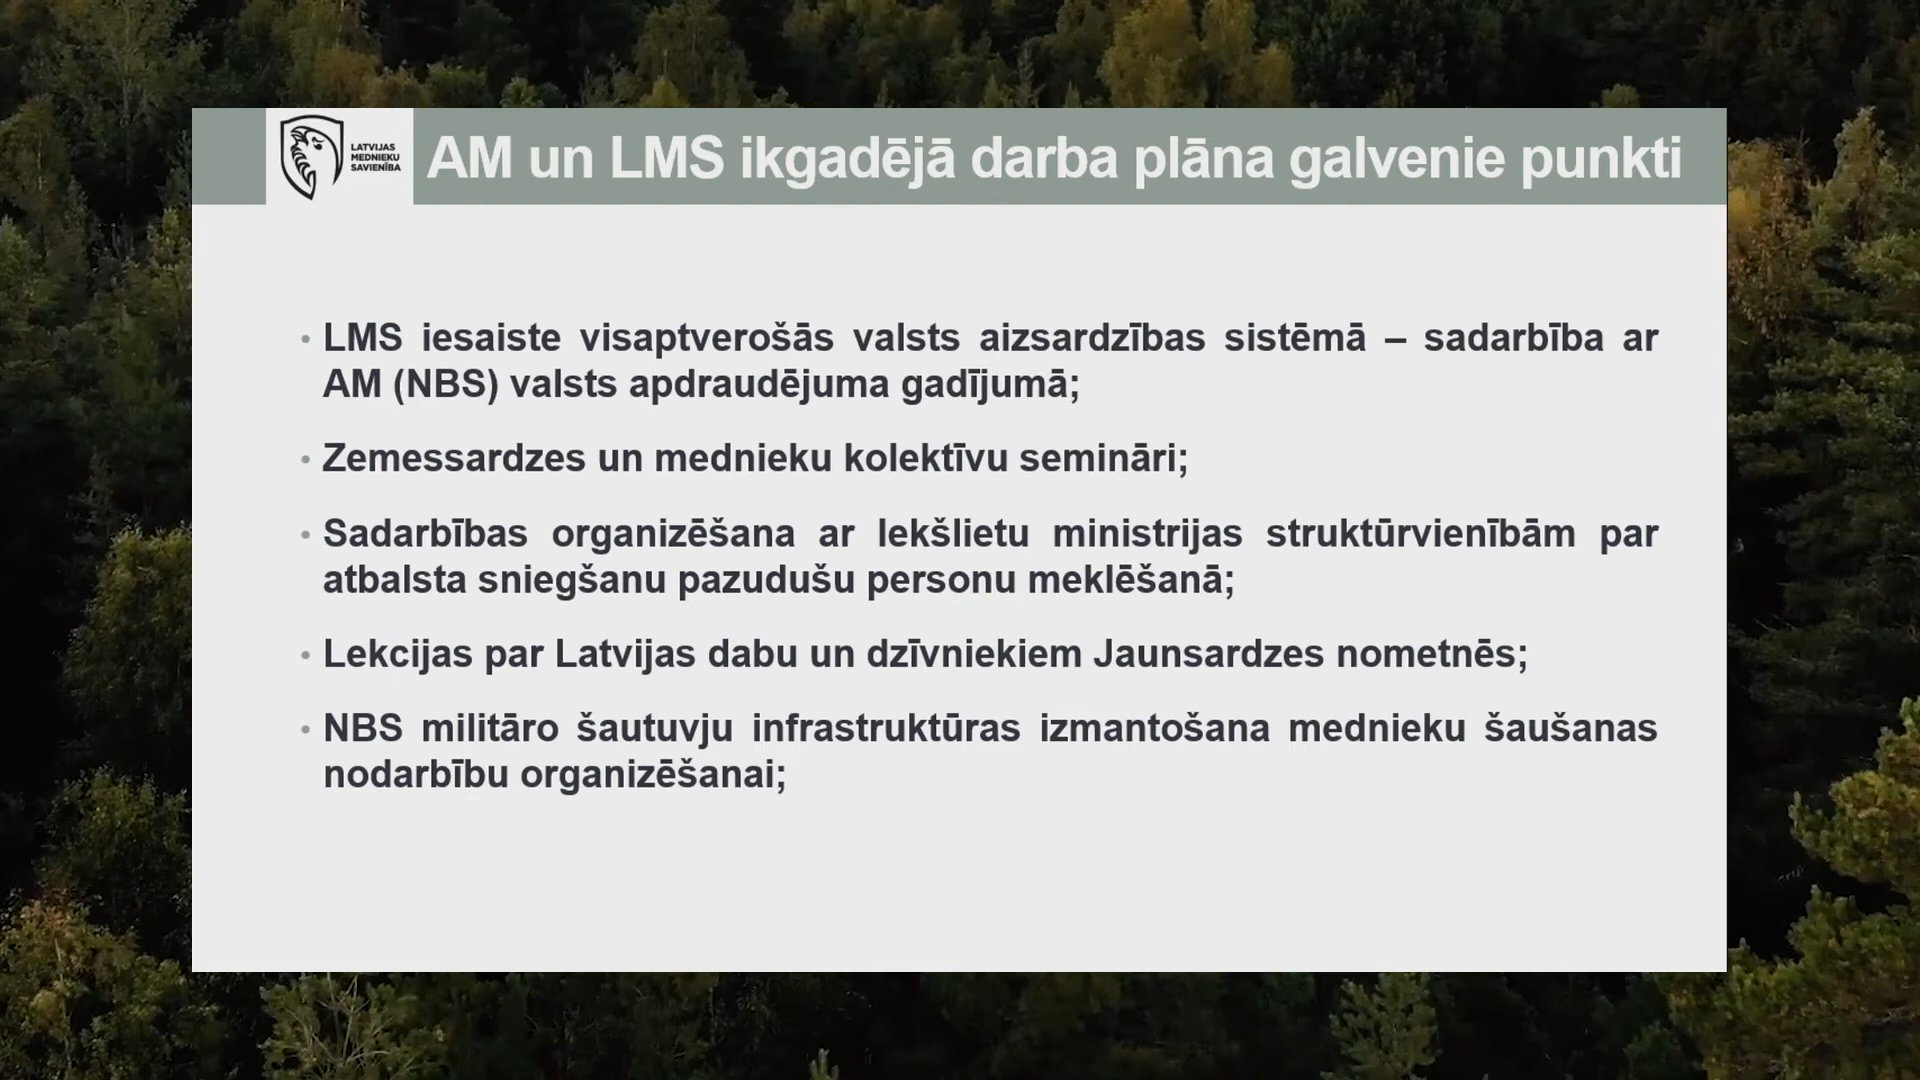 LATVIJAS
MEDNIEKU
SAVIENĪBA
AM un LMS ikgadējā darba plāna galvenie punkti
• LMS iesaiste visaptverošās valsts aizsardzības sistēmā – sadarbība ar
AM (NBS) valsts apdraudējuma gadījumā;
• Zemessardzes un mednieku kolektīvu semināri;
• Sadarbības organizēšana ar Iekšlietu ministrijas struktūrvienībām par
atbalsta sniegšanu pazudušu personu meklēšanā;
• Lekcijas par Latvijas dabu un dzīvniekiem Jaunsardzes nometnēs;
• NBS militāro šautuvju infrastruktūras izmantošana mednieku šaušanas
nodarbību organizēšanai;